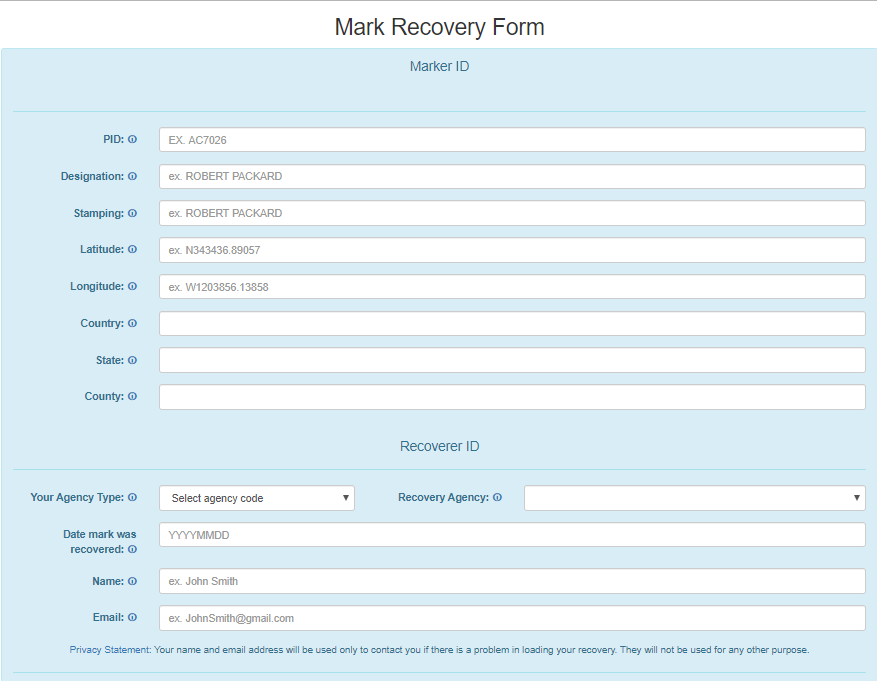 Mark Recovery Form
Marker ID
PID:
EX. AC7026
Designation:
ex. ROBERT PACKARD
Stamping:
ex. ROBERT PACKARD
Latitude:
ex. N343436.89057
Longitude:
ex. W1203856.13858
Country:
State:
County:
Recoverer ID
Your Agency Type:
Select agency code
Recovery Agency:
Date mark was
recovered:
YYYYMMDD
Name:
ex. John Smith
Email:
ex. JohnSmith@gmail.com
Privacy Statement: Your name and email address will be used only to contact you if there is a problem in loading your recovery. They will not be used for any other purpose.